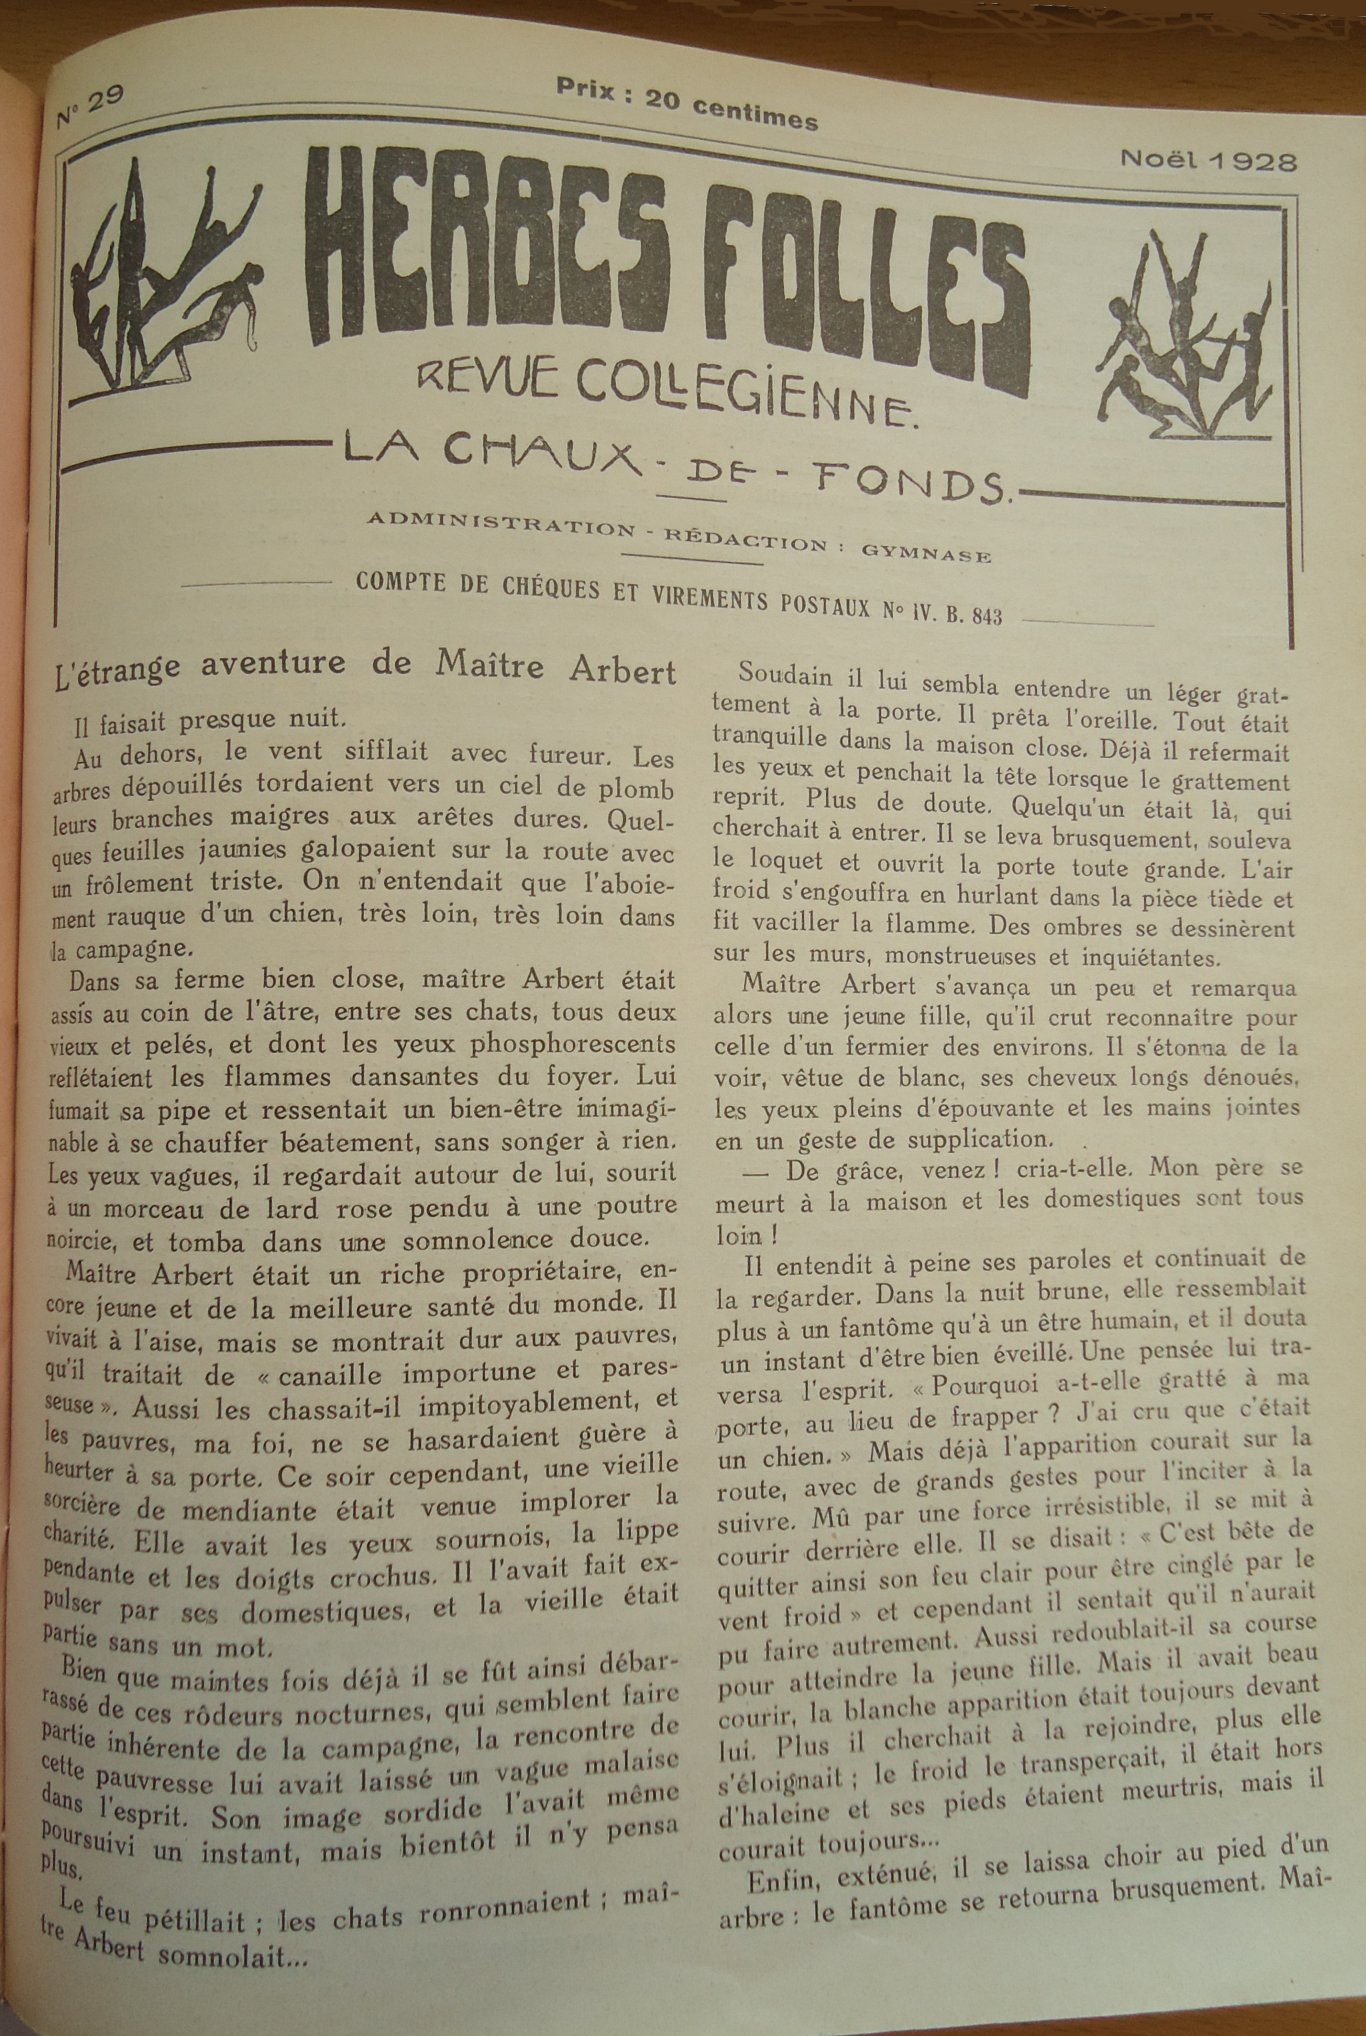 N° 29
Prix : 20 centimes
Noël 1928
HERBES FOLLES
REVUE COLLEGIENNE.
LA CHAUX - DE - FONDS.
ADMINISTRATION - RÉDACTION : GYMNASE
COMPTE DE CHÉQUES ET VIREMENTS POSTAUX N° IV. B. 843
L'étrange aventure de Maître Arbert
Il faisait presque nuit.
Au dehors, le vent sifflait avec fureur. Les
arbres dépouillés tordaient vers un ciel de plomb
leurs branches maigres aux arêtes dures. Quel-
ques feuilles jaunies galopaient sur la route avec
un frôlement triste. On n'entendait que l'aboie-
ment rauque d'un chien, très loin, très loin dans
la campagne.
Dans sa ferme bien close, maître Arbert était
assis au coin de l'âtre, entre ses chats, tous deux
vieux et pelés, et dont les yeux phosphorescents
reflétaient les flammes dansantes du foyer. Lui
fumait sa pipe et ressentait un bien-être inimagi-
nable à se chauffer béatement, sans songer à rien.
Les yeux vagues, il regardait autour de lui, sourit
à un morceau de lard rose pendu à une poutre
noircie, et tomba dans une somnolence douce.
Maître Arbert était un riche propriétaire, en-
core jeune et de la meilleure santé du monde. Il
vivait à l'aise, mais se montrait dur aux pauvres,
qu'il traitait de « canaille importune et pares-
seuse ». Aussi les chassait-il impitoyablement, et
les pauvres, ma foi, ne se hasardaient guère à
heurter à sa porte. Ce soir cependant, une vieille
sorcière de mendiante était venue implorer la
charité. Elle avait les yeux sournois, la lippe
pendante et les doigts crochus. Il l'avait fait ex-
pulser par ses domestiques, et la vieille était
partie sans un mot.
Bien que maintes fois déjà il se fût ainsi débar-
rassé de ces rôdeurs nocturnes, qui semblent faire
partie inhérente de la campagne, la rencontre de
cette pauvresse lui avait laissé un vague malaise
dans l'esprit. Son image sordide l'avait même
poursuivi un instant, mais bientôt il n'y pensa
plus.
Le feu pétillait ; les chats ronronnaient ; maî-
tre Arbert somnolait...
Soudain il lui sembla entendre un léger grat-
tement à la porte. Il prêta l'oreille. Tout était
tranquille dans la maison close. Déjà il refermait
les yeux et penchait la tête lorsque le grattement
reprit. Plus de doute. Quelqu'un était là, qui
cherchait à entrer. Il se leva brusquement, souleva
le loquet et ouvrit la porte toute grande. L'air
froid s'engouffra en hurlant dans la pièce tiède et
fit vaciller la flamme. Des ombres se dessinèrent
sur les murs, monstrueuses et inquiétantes.
Maître Arbert s'avança un peu et remarqua
alors une jeune fille, qu'il crut reconnaître pour
celle d'un fermier des environs. Il s'étonna de la
voir, vêtue de blanc, ses cheveux longs dénoués,
les yeux pleins d'épouvante et les mains jointes
en un geste de supplication.
— De grâce, venez ! cria-t-elle. Mon père se
meurt à la maison et les domestiques sont tous
loin !
Il entendit à peine ses paroles et continuait de
la regarder. Dans la nuit brune, elle ressemblait
plus à un fantôme qu'à un être humain, et il douta
un instant d'être bien éveillé. Une pensée lui tra-
versa l'esprit. « Pourquoi a-t-elle gratté à ma
porte, au lieu de frapper ? J'ai cru que c'était
un chien. » Mais déjà l'apparition courait sur la
route, avec de grands gestes pour l'inciter à la
suivre. Mû par une force irrésistible, il se mit à
courir derrière elle. Il se disait : « C'est bête de
quitter ainsi son feu clair pour être cinglé par le
vent froid » et cependant il sentait qu'il n'aurait
pu faire autrement. Aussi redoublait-il sa course
pour atteindre la jeune fille. Mais il avait beau
courir, la blanche apparition était toujours devant
lui. Plus il cherchait à la rejoindre, plus elle
s'éloignait ; le froid le transperçait, il était hors
d'haleine et ses pieds étaient meurtris, mais il
courait toujours...
Enfin, exténué, il se laissa choir au pied d'un
arbre : le fantôme se retourna brusquement. Maî-